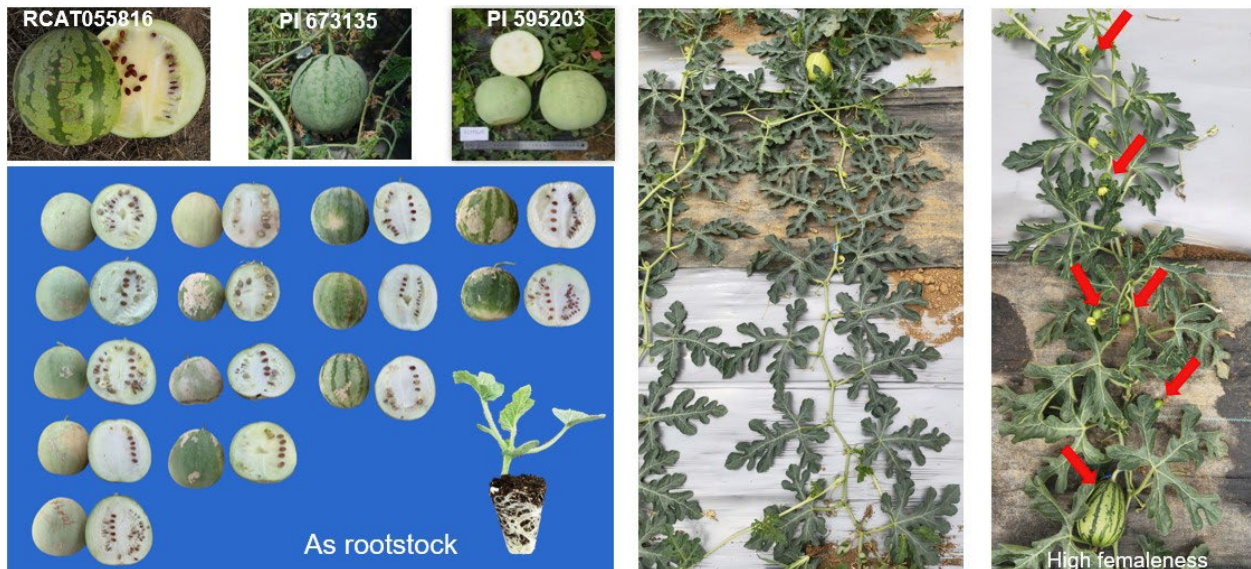 RCAT055816
PI 673135
PI 595203
As rootstock
High femaleness